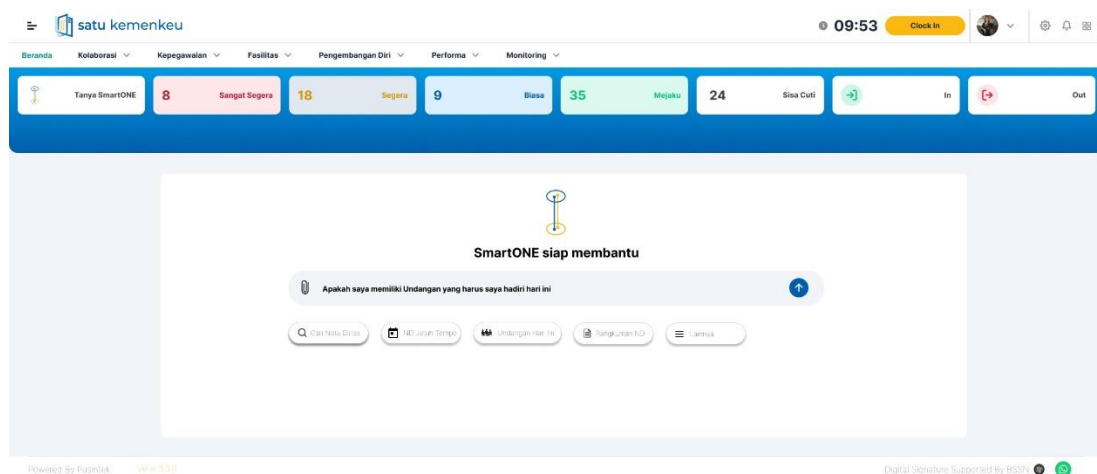 satu kemenkeu
09:53
Clock In
Beranda
Kolaborasi
Kepegawaian
Fasilitas
Pengembangan Diri
Performa
Monitoring
Tanya SmartONE
8 Sangat Segera
18 Segera
9 Biasa
35 Mejaku
24 Sisa Cuti
In
Out
SmartONE siap membantu
Apakah saya memiliki Undangan yang harus saya hadiri hari ini
Cari Nota Dinas
ND Jatuh Tempo
Undangan Hari Ini
Rangkuman ND
Lainnya
Powered By Pusintek
Digital Signature Supported By BSSN